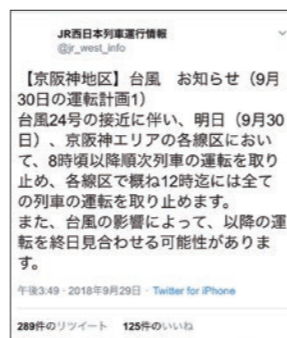 JR西日本列車運行情報
@jr_west_info
【京阪神地区】台風　お知らせ（9月
30日の運転計画1）
台風24号の接近に伴い、明日（9月30
日）、京阪神エリアの各線区におい
て、8時頃以降順次列車の運転を取り
止め、各線区で概ね12時迄には全て
の列車の運転を取り止めます。
また、台風の影響によって、以降の運
転を終日見合わせる可能性がありま
す。
午後3:49・2018年9月29日・Twitter for iPhone
289件のリツイート　125件のいいね